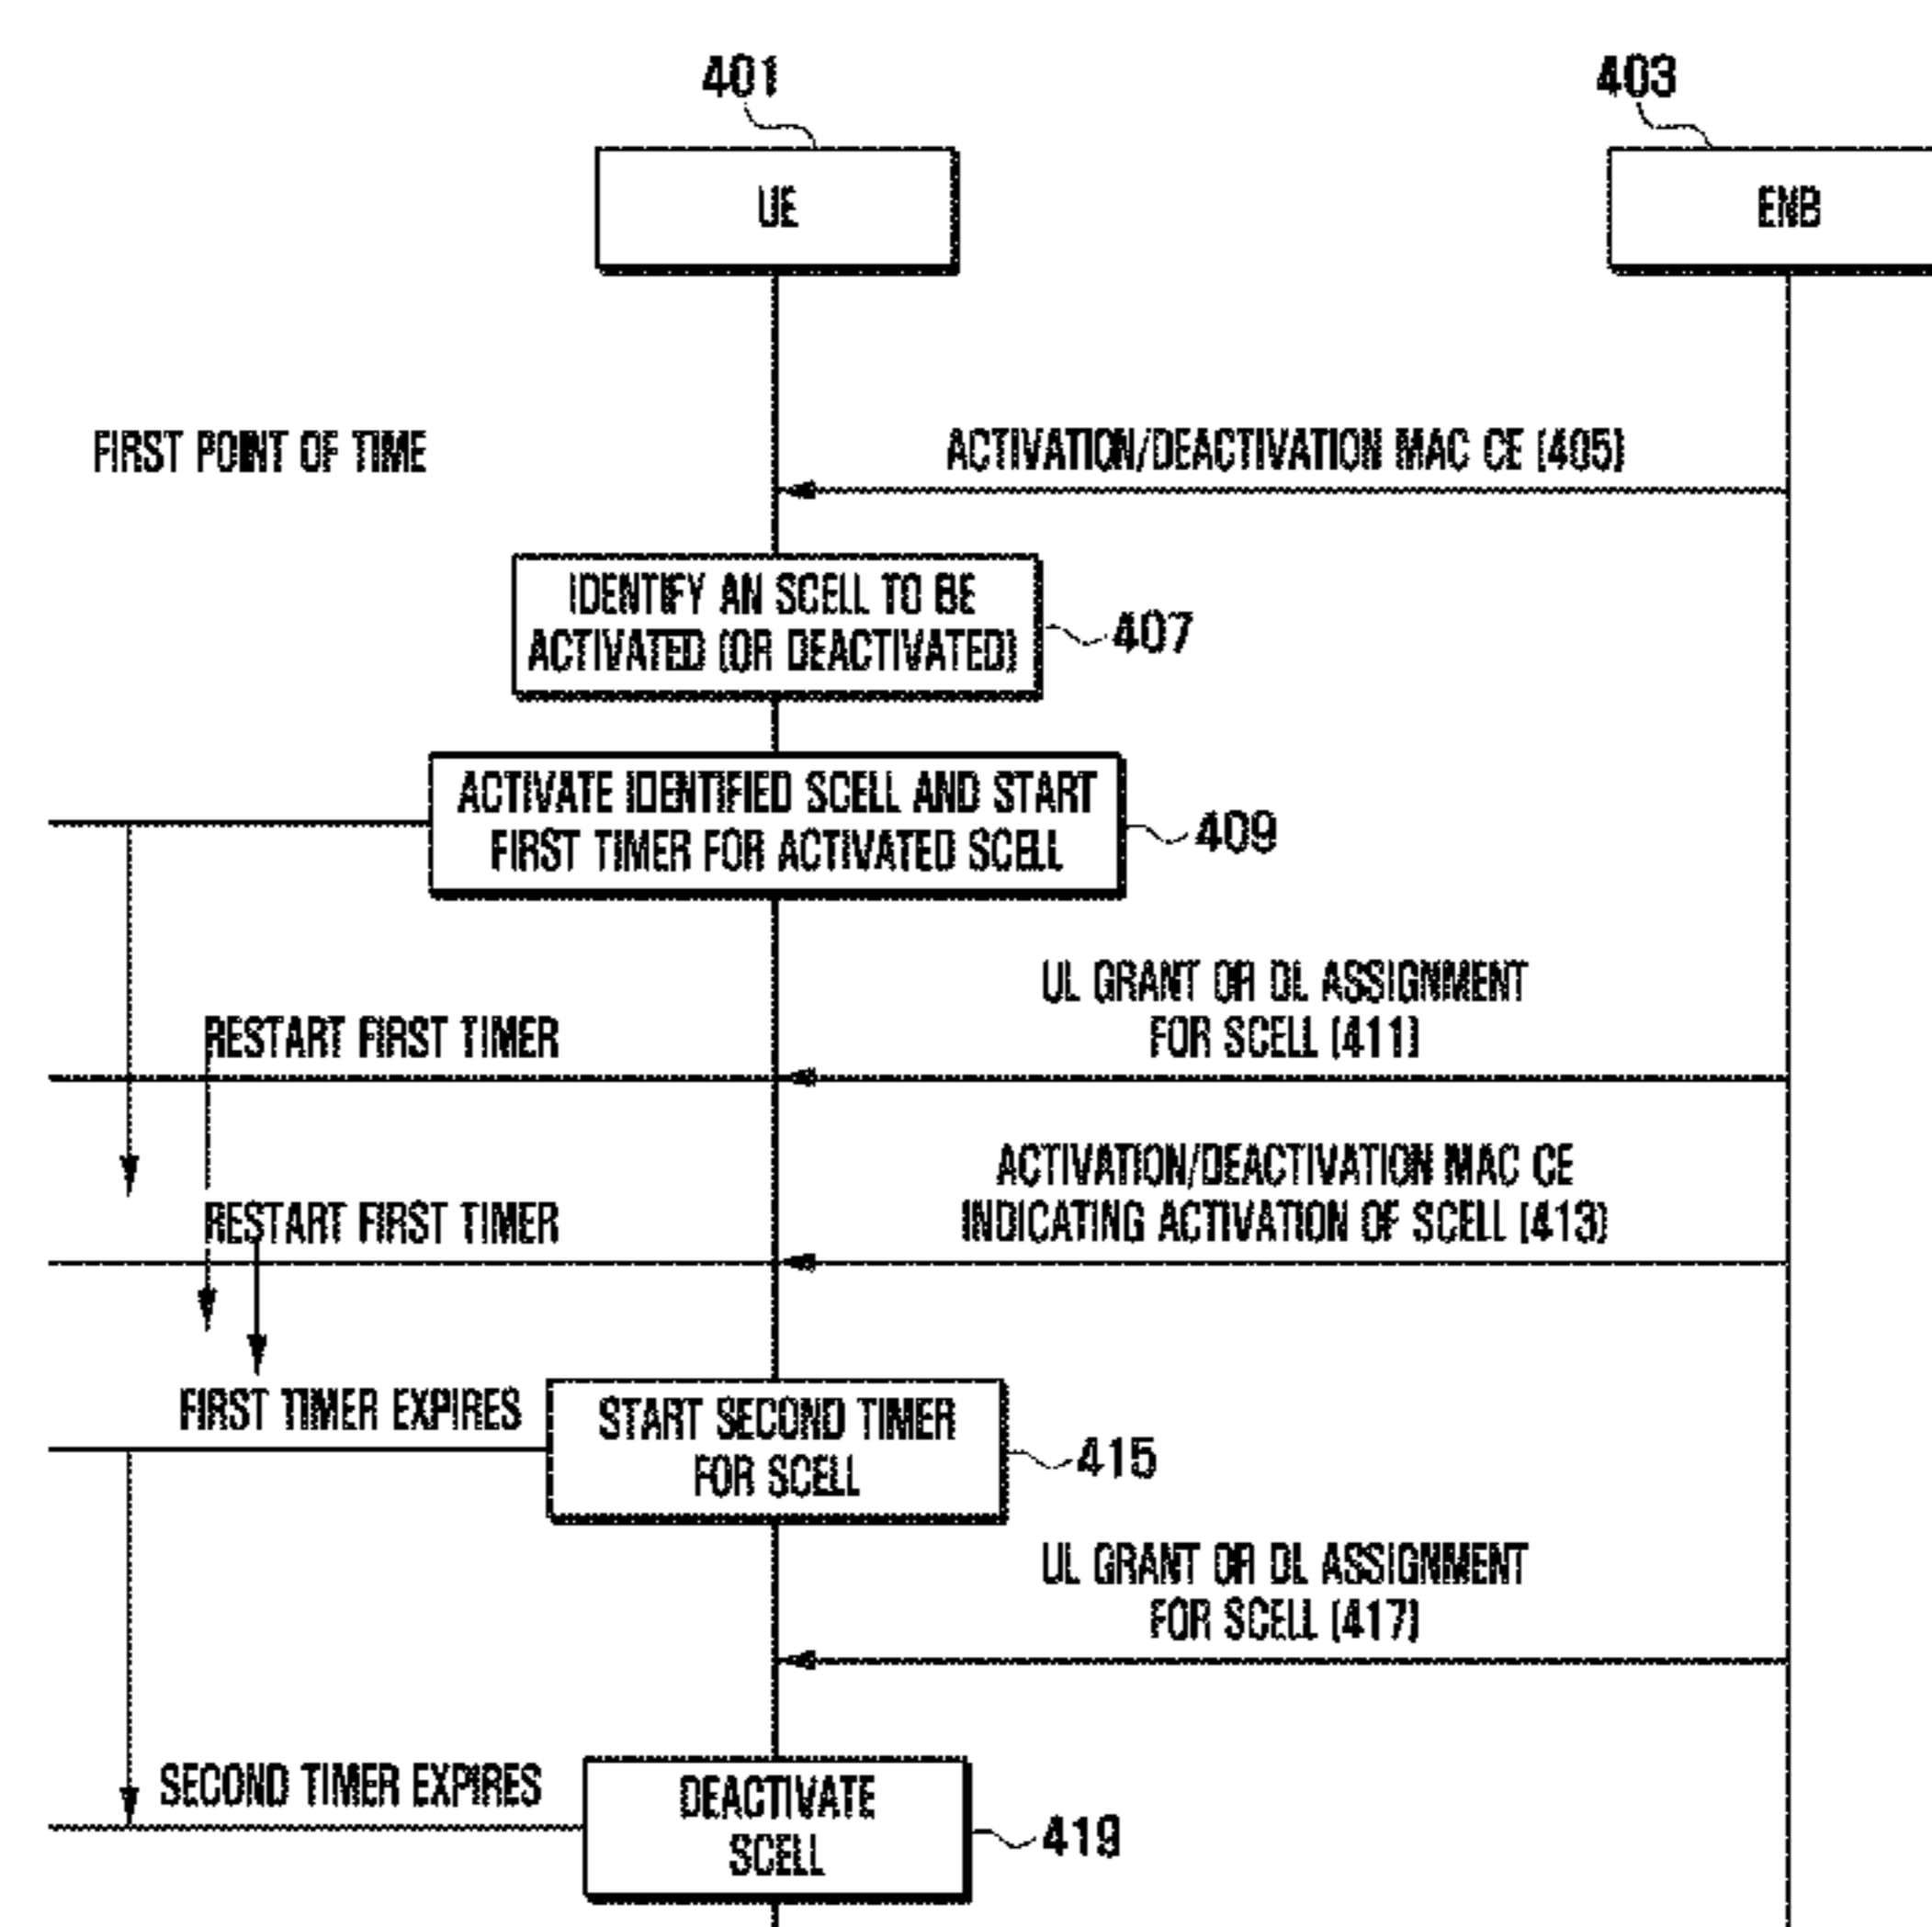 401
403
UE
ENB
FIRST POINT OF TIME
ACTIVATION/DEACTIVATION MAC CE (405)
IDENTIFY AN SCELL TO BE
ACTIVATED (OR DEACTIVATED)
407
ACTIVATE IDENTIFIED SCELL AND START
FIRST TIMER FOR ACTIVATED SCELL
409
UL GRANT OR DL ASSIGNMENT
FOR SCELL (411)
RESTART FIRST TIMER
ACTIVATION/DEACTIVATION MAC CE
INDICATING ACTIVATION OF SCELL (413)
RESTART FIRST TIMER
FIRST TIMER EXPIRES
START SECOND TIMER
FOR SCELL
415
UL GRANT OR DL ASSIGNMENT
FOR SCELL (417)
SECOND TIMER EXPIRES
DEACTIVATE
SCELL
419